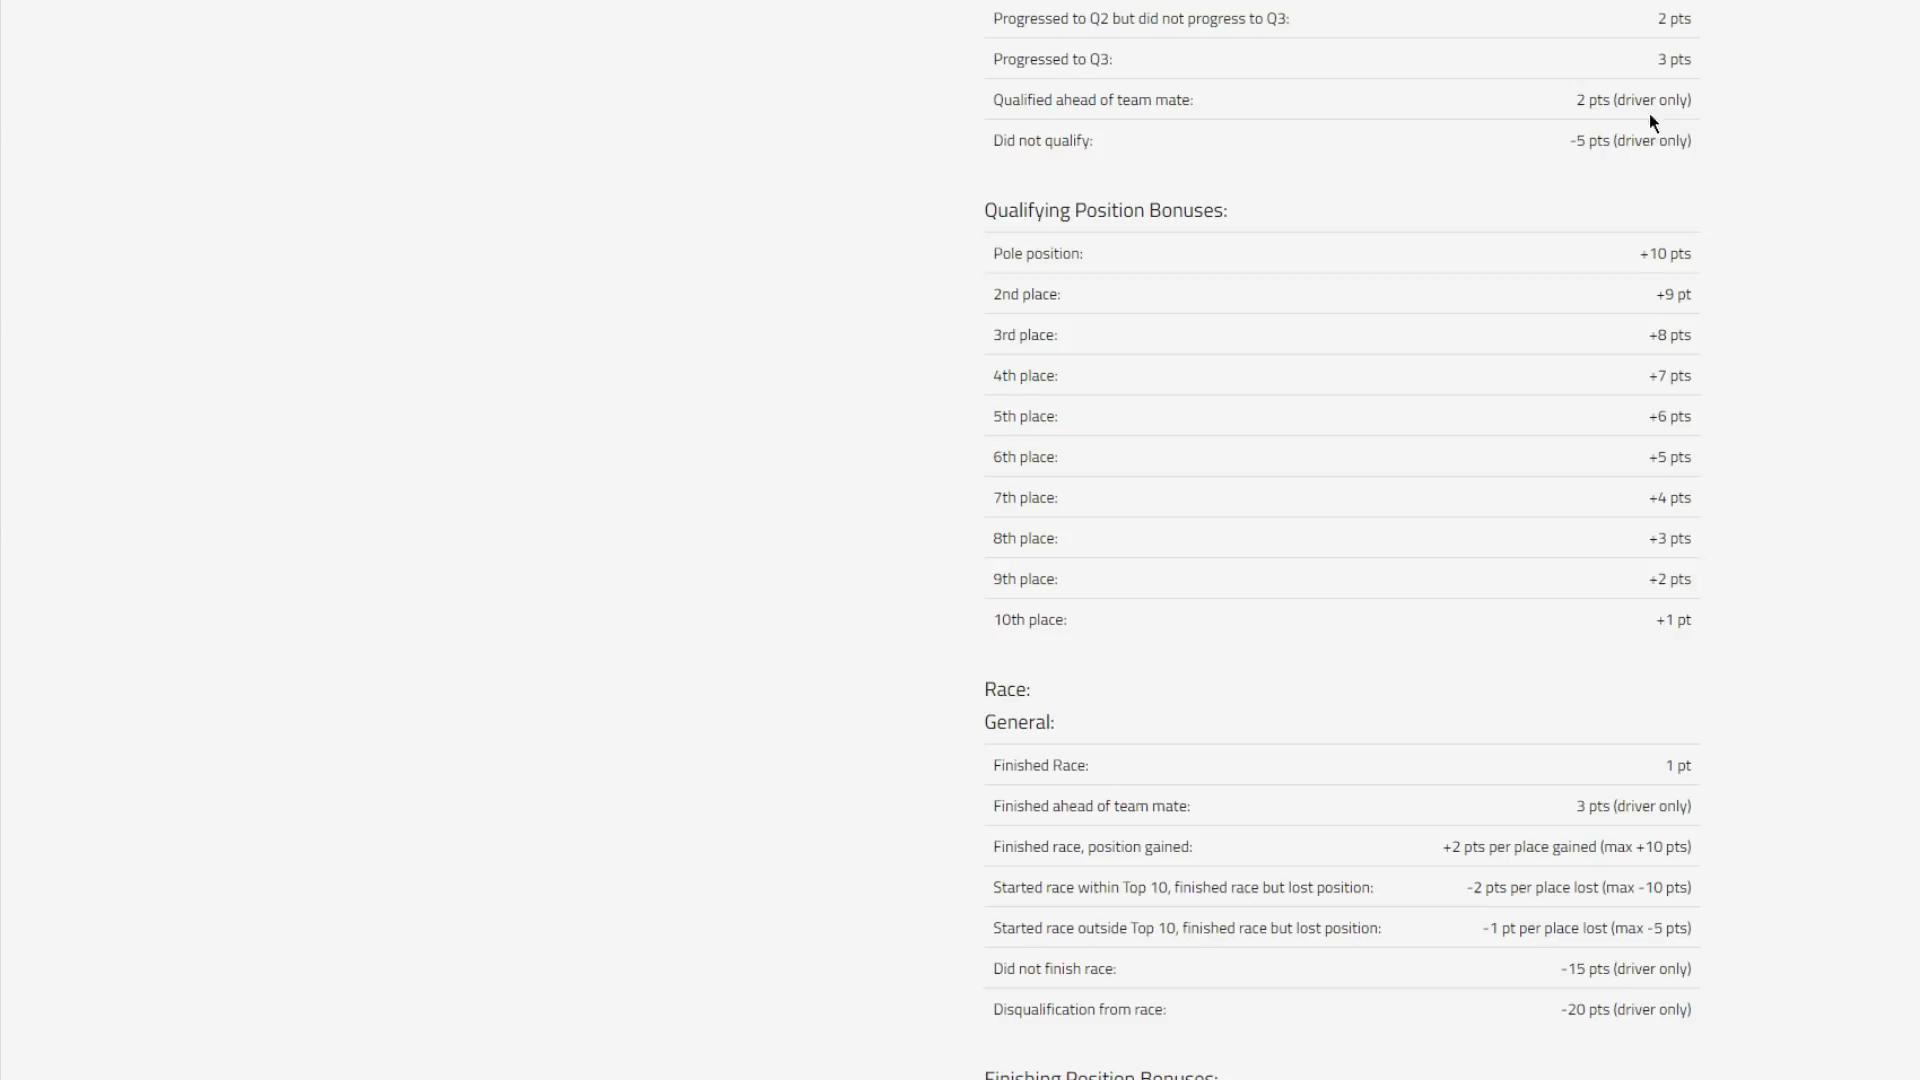 Progressed to Q2 but did not progress to Q3: 2 pts
Progressed to Q3: 3 pts
Qualified ahead of team mate: 2 pts (driver only)
Did not qualify: -5 pts (driver only)
Qualifying Position Bonuses:
Pole position: +10 pts
2nd place: +9 pt
3rd place: +8 pts
4th place: +7 pts
5th place: +6 pts
6th place: +5 pts
7th place: +4 pts
8th place: +3 pts
9th place: +2 pts
10th place: +1 pt
Race:
General:
Finished Race: 1 pt
Finished ahead of team mate: 3 pts (driver only)
Finished race, position gained: +2 pts per place gained (max +10 pts)
Started race within Top 10, finished race but lost position: -2 pts per place lost (max -10 pts)
Started race outside Top 10, finished race but lost position: -1 pt per place lost (max -5 pts)
Did not finish race: -15 pts (driver only)
Disqualification from race: -20 pts (driver only)
Finishing Position Bonuses: